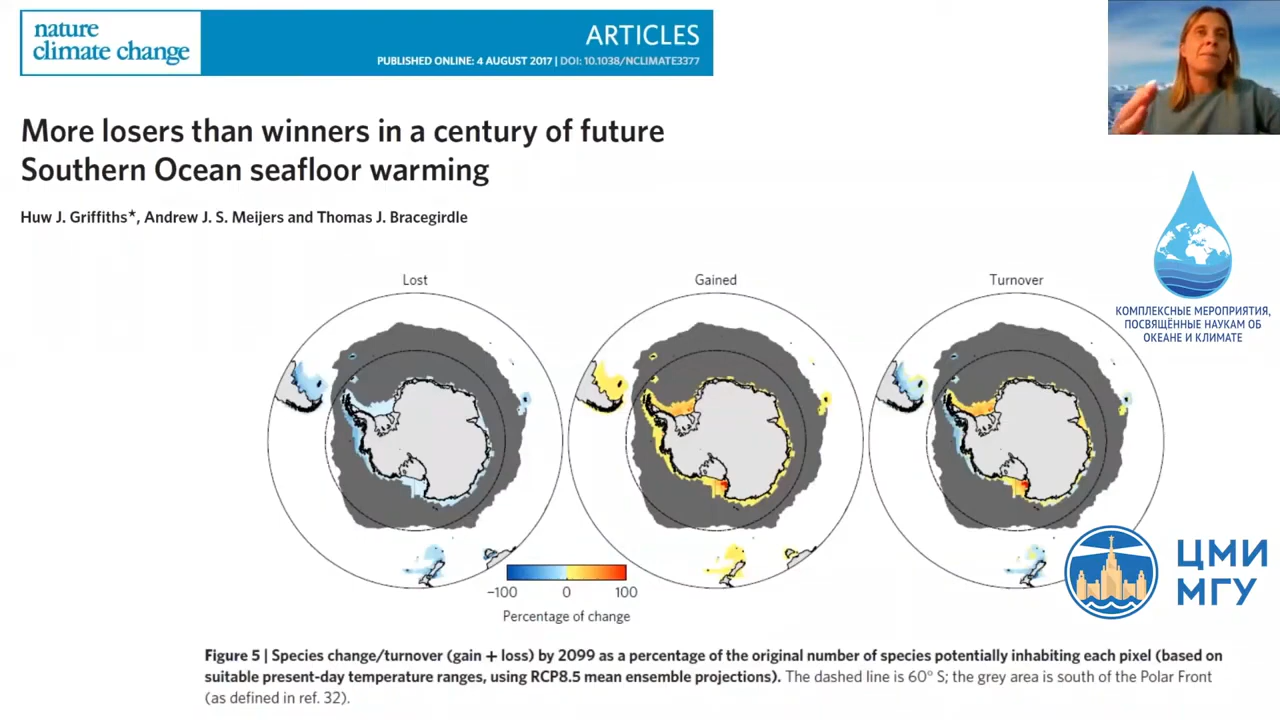 nature
climate change
ARTICLES
PUBLISHED ONLINE: 4 AUGUST 2017 | DOI: 10.1038/NCLIMATE3377
More losers than winners in a century of future
Southern Ocean seafloor warming
Huw J. Griffiths★, Andrew J. S. Meijers and Thomas J. Bracegirdle
КОМПЛЕКСНЫЕ МЕРОПРИЯТИЯ,
ПОСВЯЩЁННЫЕ НАУКАМ ОБ
ОКЕАНЕ И КЛИМАТЕ
Lost
Gained
Turnover
−100 0 100
Percentage of change
ЦМИ
МГУ
Figure 5 | Species change/turnover (gain + loss) by 2099 as a percentage of the original number of species potentially inhabiting each pixel (based on
suitable present-day temperature ranges, using RCP8.5 mean ensemble projections). The dashed line is 60° S; the grey area is south of the Polar Front
(as defined in ref. 32).